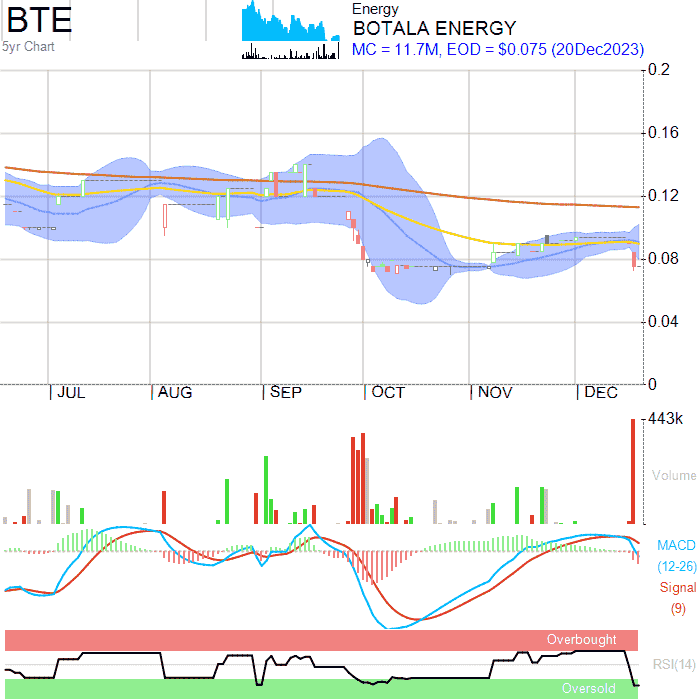 BTE
5yr Chart
Energy
BOTALA ENERGY
MC = 11.7M, EOD = $0.075 (20Dec2023)
0.2
0.16
0.12
0.08
0.04
0
JUL AUG SEP OCT NOV DEC
443k
Volume
MACD
(12-26)
Signal
(9)
Overbought
RSI(14)
Oversold